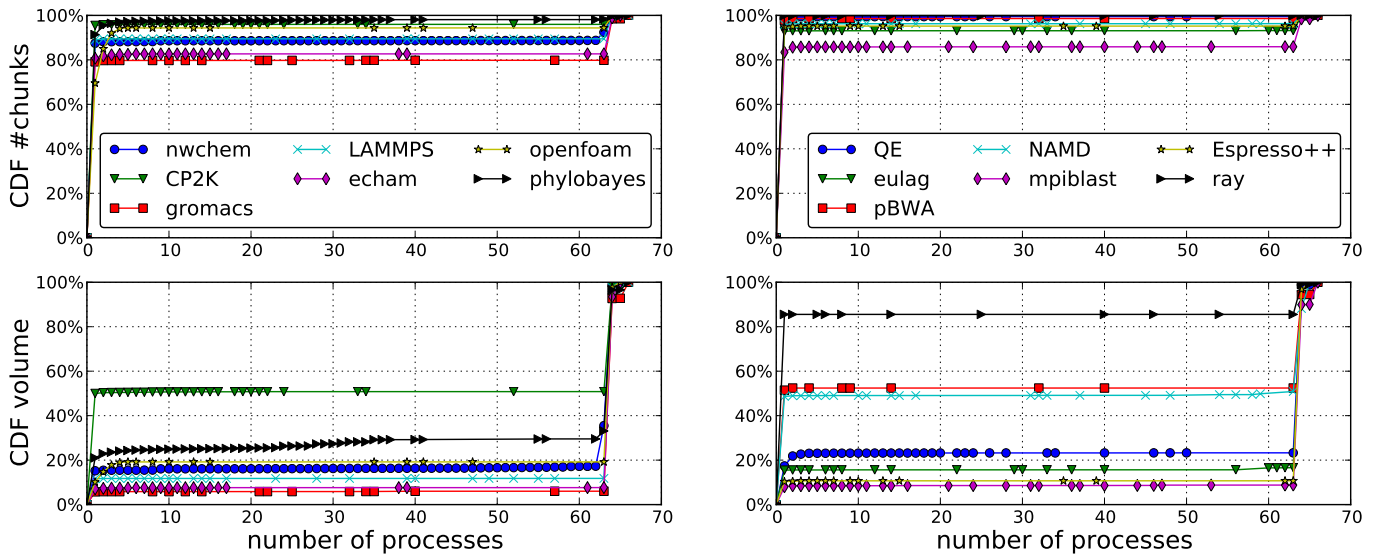 CDF #chunks
100%
80%
60%
40%
20%
0%
nwchem
CP2K
gromacs
LAMMPS
echam
openfoam
phylobayes
0 10 20 30 40 50 60 70
100%
80%
60%
40%
20%
0%
QE
eulag
pBWA
NAMD
mpiblast
Espresso++
ray
0 10 20 30 40 50 60 70
CDF volume
100%
80%
60%
40%
20%
0%
0 10 20 30 40 50 60 70
number of processes
100%
80%
60%
40%
20%
0%
0 10 20 30 40 50 60 70
number of processes